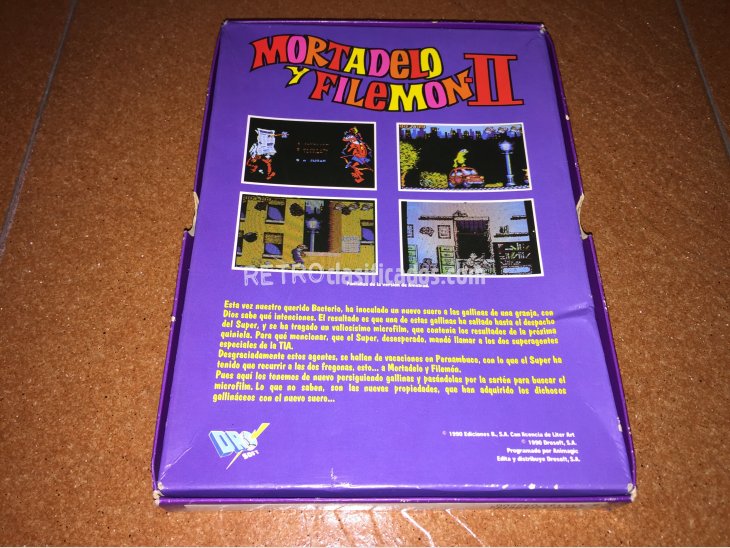 MORTADELO
Y FILEMON-II
RETROclasificados.com
Esta vez nuestro querido Bacterio, ha inoculado un nuevo suero a las gallinas de una granja, con
Dios sabe qué intenciones. El resultado es que una de estas gallinas ha saltado hasta el despacho
del Super, y se ha tragado un valiosísimo microfilm, que contenía los resultados de la próxima
quiniela. Para qué mencionar, que el Super, desesperado, mandó llamar a los dos superagentes
especiales de la TIA.
Desgraciadamente estos agentes, se hallan de vacaciones en Pernambuco, con lo que el Super ha
tenido que recurrir a las dos fregonas, esto... a Mortadelo y Filemón.
Pues aquí los tenemos de nuevo persiguiendo gallinas y pasándolas por la sartén para buscar el
microfilm. Lo que no saben, son las nuevas propiedades, que han adquirido los dichosos
gallináceos con el nuevo suero...
DRO
SOFT
© 1990 Ediciones B., S.A. Con licencia de Liter Art
© 1990 Drosoft, S.A.
Programado por Animagic
Edita y distribuye Drosoft, S.A.